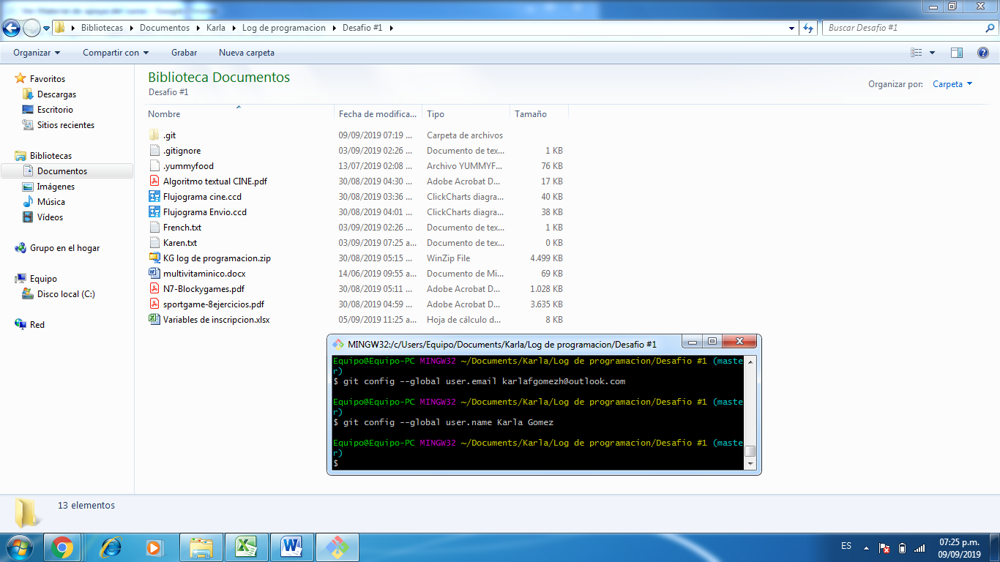 Bibliotecas Documentos Karla Log de programacion Desafio #1
Buscar Desafio #1
Organizar Compartir con Grabar Nueva carpeta
Favoritos
Descargas
Escritorio
Sitios recientes
Bibliotecas
Documentos
Imágenes
Música
Vídeos
Grupo en el hogar
Equipo
Disco local (C:)
Red
Biblioteca Documentos
Desafio #1
Organizar por: Carpeta
Nombre Fecha de modifica... Tipo Tamaño
.git 09/09/2019 07:19 ... Carpeta de archivos
.gitignore 03/09/2019 02:26 ... Documento de tex... 1 KB
.yummyfood 13/07/2019 02:08 ... Archivo YUMMYF... 76 KB
Algoritmo textual CINE.pdf 30/08/2019 04:30 ... Adobe Acrobat D... 17 KB
Flujograma cine.ccd 30/08/2019 03:36 ... ClickCharts diagra... 40 KB
Flujograma Envio.ccd 30/08/2019 04:01 ... ClickCharts diagra... 38 KB
French.txt 03/09/2019 02:26 ... Documento de tex... 1 KB
Karen.txt 03/09/2019 07:25 a... Documento de tex... 0 KB
KG log de programacion.zip 30/08/2019 05:15 ... WinZip File 4.499 KB
multivitaminico.docx 14/06/2019 09:55 a... Documento de Mi... 69 KB
N7-Blockygames.pdf 30/08/2019 05:11 ... Adobe Acrobat D... 1.028 KB
sportgame-8ejercicios.pdf 30/08/2019 04:59 ... Adobe Acrobat D... 3.635 KB
Variables de inscripcion.xlsx 05/09/2019 11:25 a... Hoja de cálculo d... 8 KB
MINGW32:/c/Users/Equipo/Documents/Karla/Log de programacion/Desafio #1
Equipo@Equipo-PC MINGW32 ~/Documents/Karla/Log de programacion/Desafio #1 (maste
r)
$ git config --global user.email karlafgomezh@outlook.com
Equipo@Equipo-PC MINGW32 ~/Documents/Karla/Log de programacion/Desafio #1 (maste
r)
$ git config --global user.name Karla Gomez
Equipo@Equipo-PC MINGW32 ~/Documents/Karla/Log de programacion/Desafio #1 (maste
r)
$
13 elementos
ES
07:25 p.m.
09/09/2019